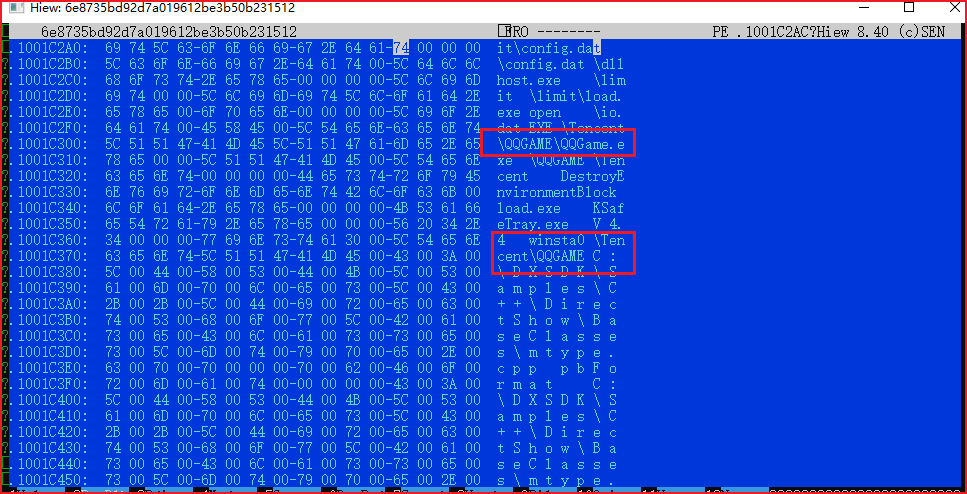 Hiew: 6e8735bd92d7a019612be3b50b231512
6e8735bd92d7a019612be3b50b231512 FRO -------- PE .1001C2AC?Hiew 8.40 (c)SEN
.1001C2A0: 69 74 5C 63-6F 6E 66 69-67 2E 64 61-74 00 00 00 it\config.dat
.1001C2B0: 5C 63 6F 6E-66 69 67 2E-64 61 74 00-5C 64 6C 6C \config.dat \dll
.1001C2C0: 68 6F 73 74-2E 65 78 65-00 00 00 00-5C 6C 69 6D host.exe \lim
.1001C2D0: 69 74 00 00-5C 6C 69 6D-69 74 5C 6C-6F 61 64 2E it \limit\load.
.1001C2E0: 65 78 65 00-6F 70 65 6E-00 00 00 00-5C 69 6F 2E exe open \io.
.1001C2F0: 64 61 74 00-45 58 45 00-5C 54 65 6E-63 65 6E 74 dat EXE \Tencent
.1001C300: 5C 51 51 47-41 4D 45 5C-51 51 47 61-6D 65 2E 65 \QQGAME\QQGame.e
.1001C310: 78 65 00 00-5C 51 51 47-41 4D 45 00-5C 54 65 6E xe \QQGAME \Ten
.1001C320: 63 65 6E 74-00 00 00 00-44 65 73 74-72 6F 79 45 cent DestroyE
.1001C330: 6E 76 69 72-6F 6E 6D 65-6E 74 42 6C-6F 63 6B 00 nvironmentBlock
.1001C340: 6C 6F 61 64-2E 65 78 65-00 00 00 00-4B 53 61 66 load.exe KSaf
.1001C350: 65 54 72 61-79 2E 65 78-65 00 00 00-56 20 34 2E eTray.exe V 4.
.1001C360: 34 00 00 00-77 69 6E 73-74 61 30 00-5C 54 65 6E 4 winsta0 \Ten
.1001C370: 63 65 6E 74-5C 51 51 47-41 4D 45 00-43 00 3A 00 cent\QQGAME C :
.1001C380: 5C 00 44 00-58 00 53 00-44 00 4B 00-5C 00 53 00 \ D X S D K \ S
.1001C390: 61 00 6D 00-70 00 6C 00-65 00 73 00-5C 00 43 00 a m p l e s \ C
.1001C3A0: 2B 00 2B 00-5C 00 44 00-69 00 72 00-65 00 63 00 + + \ D i r e c
.1001C3B0: 74 00 53 00-68 00 6F 00-77 00 5C 00-42 00 61 00 t S h o w \ B a
.1001C3C0: 73 00 65 00-43 00 6C 00-61 00 73 00-73 00 65 00 s e C l a s s e
.1001C3D0: 73 00 5C 00-6D 00 74 00-79 00 70 00-65 00 2E 00 s \ m t y p e .
.1001C3E0: 63 00 70 00-70 00 00 00-70 00 62 00-46 00 6F 00 c p p p b F o
.1001C3F0: 72 00 6D 00-61 00 74 00-00 00 00 00-43 00 3A 00 r m a t C :
.1001C400: 5C 00 44 00-58 00 53 00-44 00 4B 00-5C 00 53 00 \ D X S D K \ S
.1001C410: 61 00 6D 00-70 00 6C 00-65 00 73 00-5C 00 43 00 a m p l e s \ C
.1001C420: 2B 00 2B 00-5C 00 44 00-69 00 72 00-65 00 63 00 + + \ D i r e c
.1001C430: 74 00 53 00-68 00 6F 00-77 00 5C 00-42 00 61 00 t S h o w \ B a
.1001C440: 73 00 65 00-43 00 6C 00-61 00 73 00-73 00 65 00 s e C l a s s e
.1001C450: 73 00 5C 00-6D 00 74 00-79 00 70 00-65 00 2E 00 s \ m t y p e .